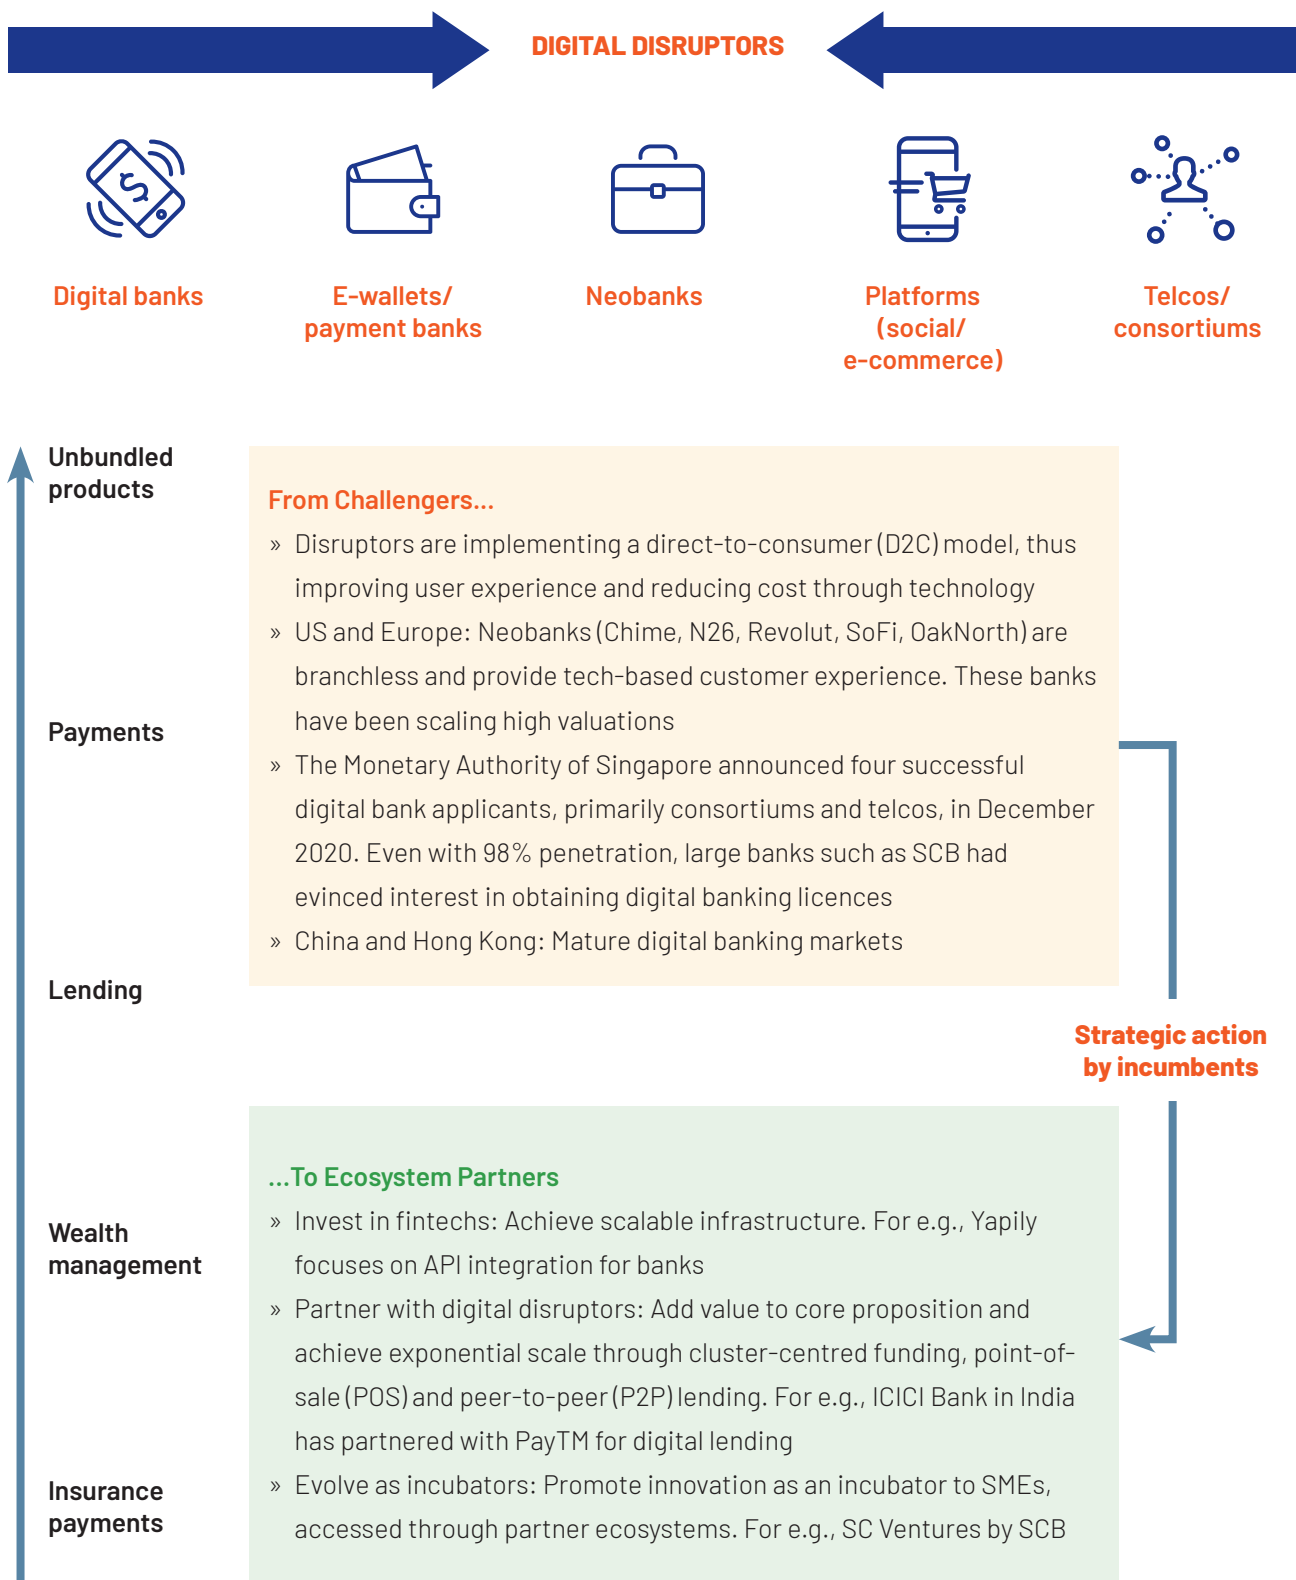 DIGITAL DISRUPTORS
Digital banks
E-wallets/
payment banks
Neobanks
Platforms
(social/
e-commerce)
Telcos/
consortiums
Unbundled
products
Payments
Lending
Wealth
management
Insurance
payments
From Challengers...
» Disruptors are implementing a direct-to-consumer (D2C) model, thus
improving user experience and reducing cost through technology
» US and Europe: Neobanks (Chime, N26, Revolut, SoFi, OakNorth) are
branchless and provide tech-based customer experience. These banks
have been scaling high valuations
» The Monetary Authority of Singapore announced four successful
digital bank applicants, primarily consortiums and telcos, in December
2020. Even with 98% penetration, large banks such as SCB had
evinced interest in obtaining digital banking licences
» China and Hong Kong: Mature digital banking markets
Strategic action
by incumbents
...To Ecosystem Partners
» Invest in fintechs: Achieve scalable infrastructure. For e.g., Yapily
focuses on API integration for banks
» Partner with digital disruptors: Add value to core proposition and
achieve exponential scale through cluster-centred funding, point-of-
sale (POS) and peer-to-peer (P2P) lending. For e.g., ICICI Bank in India
has partnered with PayTM for digital lending
» Evolve as incubators: Promote innovation as an incubator to SMEs,
accessed through partner ecosystems. For e.g., SC Ventures by SCB